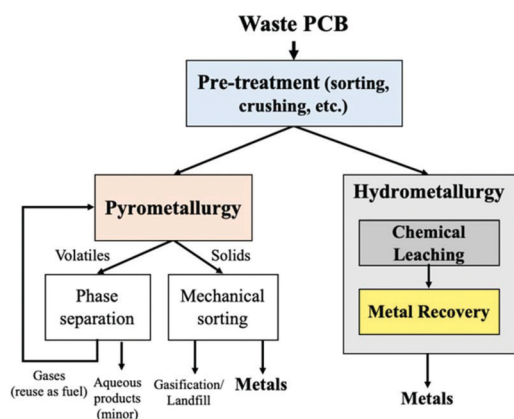 Waste PCB
Pre-treatment (sorting,
crushing, etc.)
Pyrometallurgy
Volatiles
Solids
Phase
separation
Mechanical
sorting
Gases
(reuse as fuel)
Aqueous
products
(minor)
Gasification/
Landfill
Metals
Hydrometallurgy
Chemical
Leaching
Metal Recovery
Metals